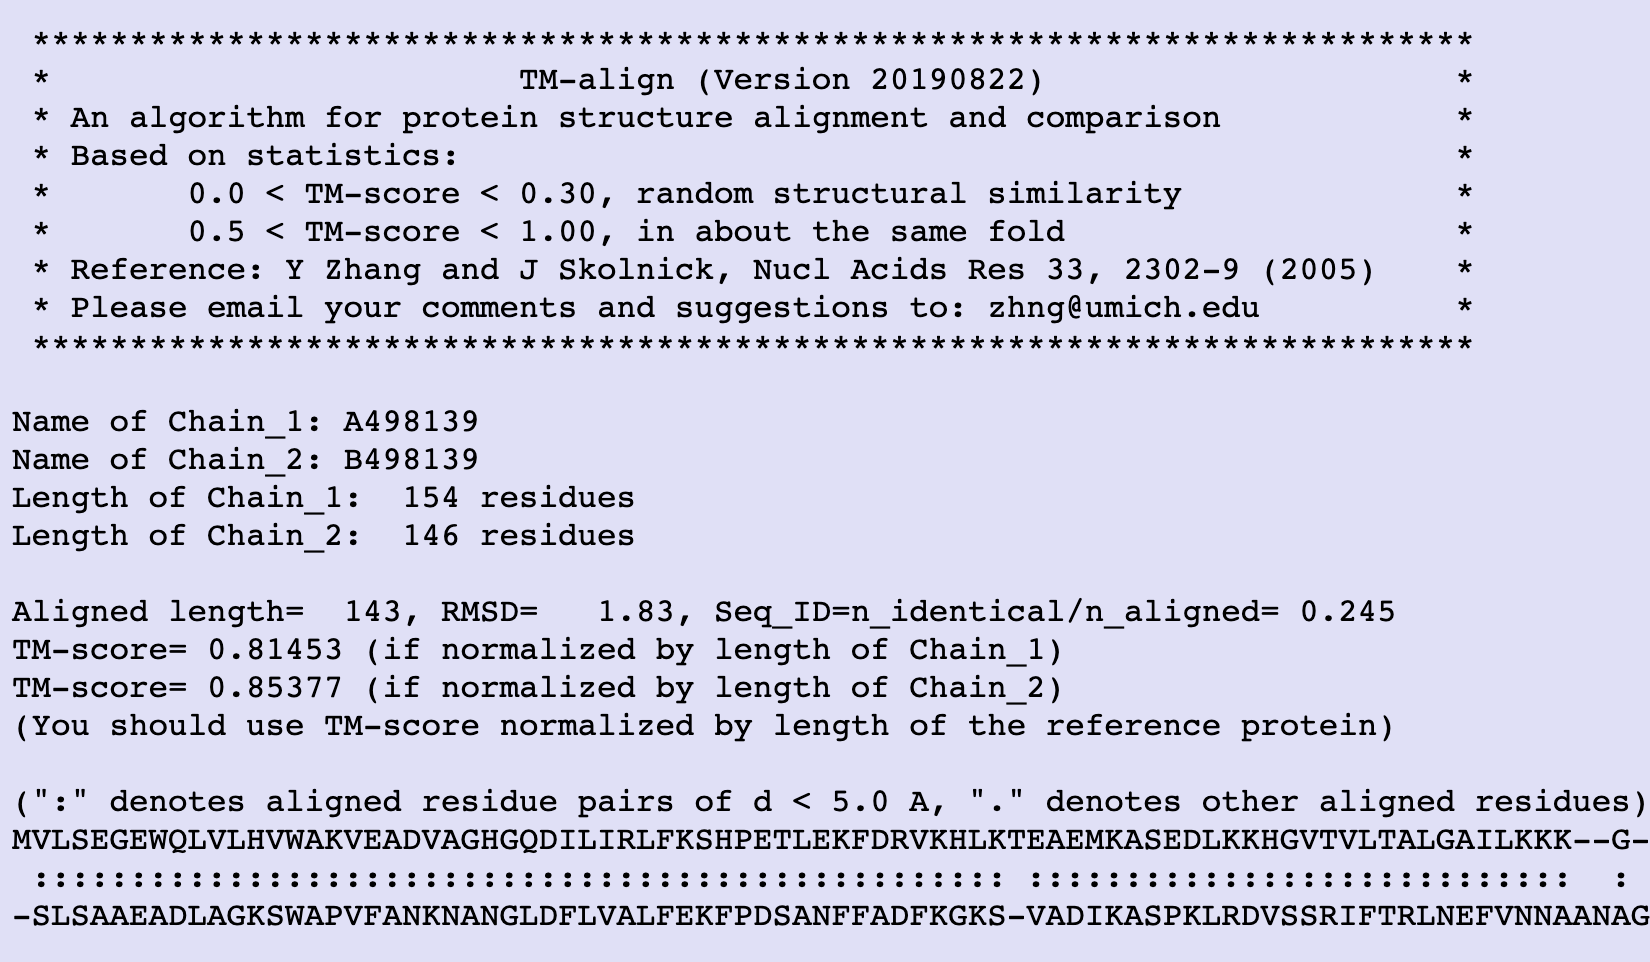 **************************************************************************
* TM-align (Version 20190822) *
* An algorithm for protein structure alignment and comparison *
* Based on statistics: *
* 0.0 < TM-score < 0.30, random structural similarity *
* 0.5 < TM-score < 1.00, in about the same fold *
* Reference: Y Zhang and J Skolnick, Nucl Acids Res 33, 2302-9 (2005) *
* Please email your comments and suggestions to: zhng@umich.edu *
**************************************************************************
Name of Chain_1: A498139
Name of Chain_2: B498139
Length of Chain_1: 154 residues
Length of Chain_2: 146 residues
Aligned length= 143, RMSD= 1.83, Seq_ID=n_identical/n_aligned= 0.245
TM-score= 0.81453 (if normalized by length of Chain_1)
TM-score= 0.85377 (if normalized by length of Chain_2)
(You should use TM-score normalized by length of the reference protein)
(":" denotes aligned residue pairs of d < 5.0 A, "." denotes other aligned residues)
MVLSEGEWQLVLHVWAKVEADVAGHGQDILIRLFKSHPETLEKFDRVKHLKTEAEMKASEDLKKHGVTVLTALGAILKKK--G-
:::::::::::::::::::::::::::::::::::::::::::::::::: :::::::::::::::::::::::::::: :
-SLSAAEADLAGKSWAPVFANKNANGLDFLVALFEKFPDSANFFADFKGKS-VADIKASPKLRDVSSRIFTRLNEFVNNAANAG